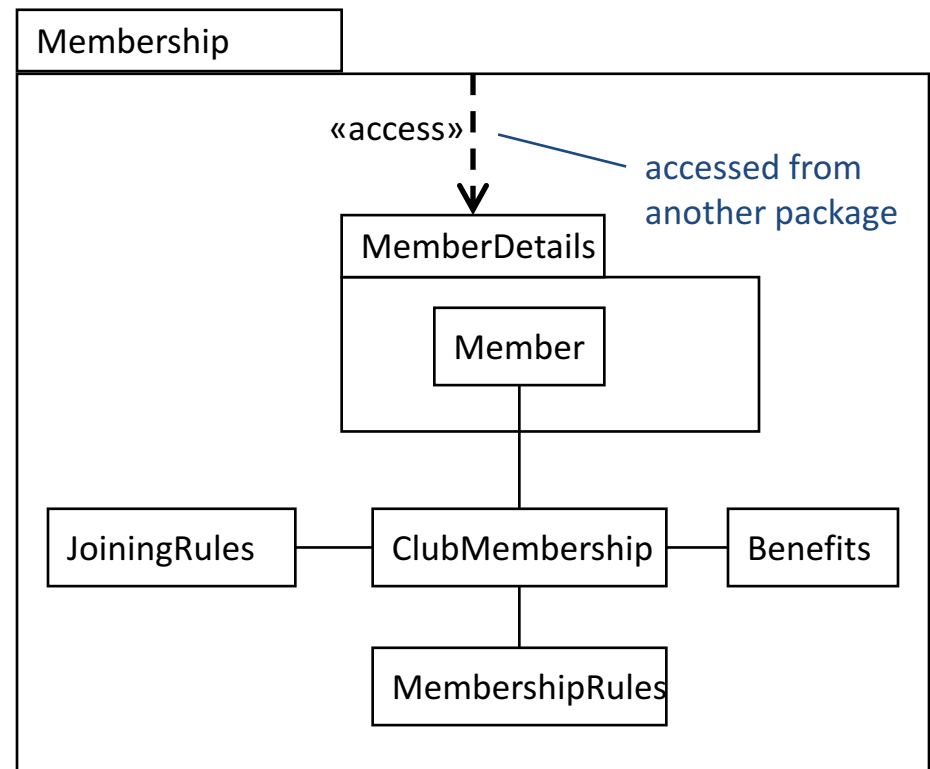 Membership
«access»
accessed from
another package
MemberDetails
Member
JoiningRules
ClubMembership
Benefits
MembershipRules